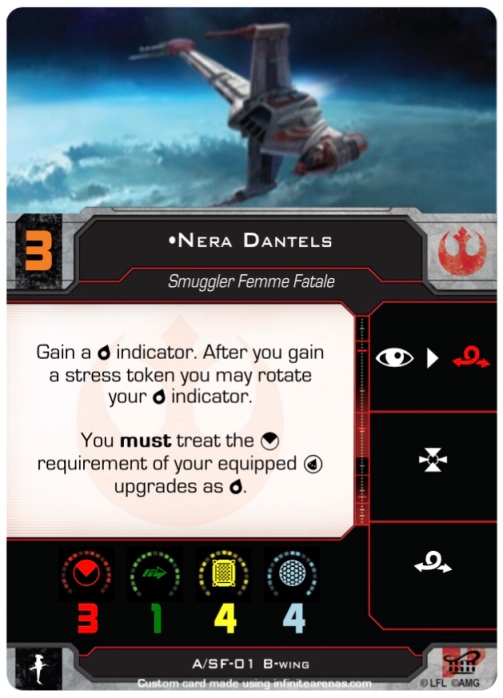 3
•Nera Dantels
Smuggler Femme Fatale
Gain a indicator. After you gain
a stress token you may rotate
your indicator.
You must treat the
requirement of your equipped
upgrades as .
3 1 4 4
A/SF-01 B-wing
Custom card made using infinitearenas.com
© LFL ©AMG